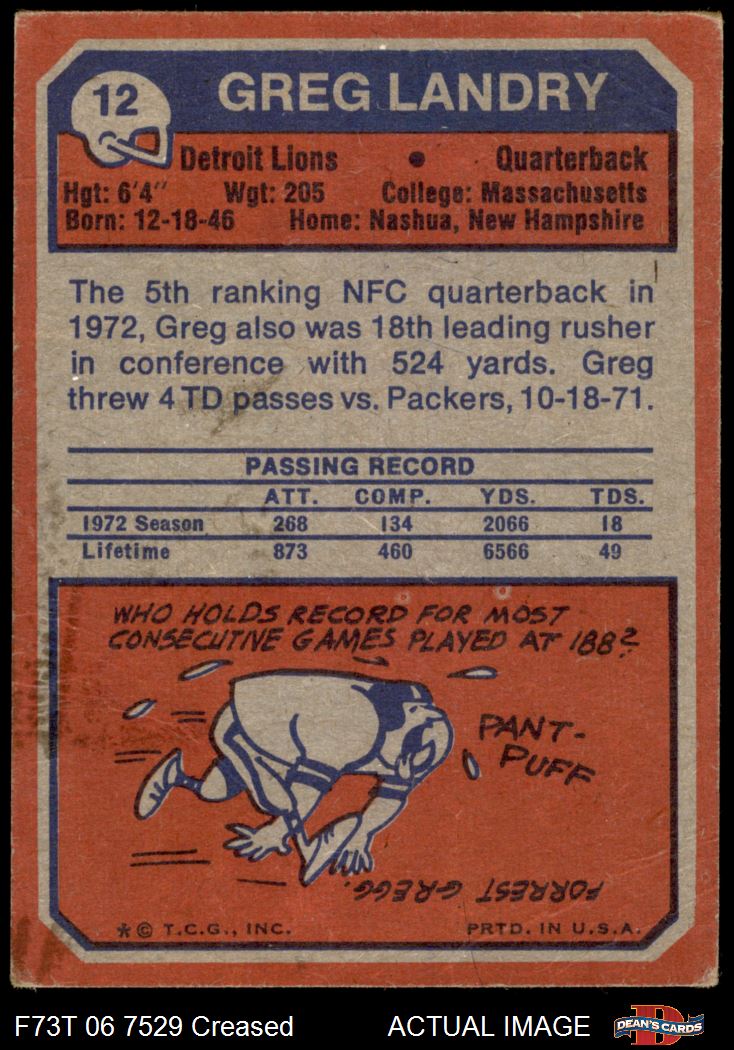 12
GREG LANDRY
Detroit Lions • Quarterback
Hgt: 6'4" Wgt: 205 College: Massachusetts
Born: 12-18-46 Home: Nashua, New Hampshire
The 5th ranking NFC quarterback in
1972, Greg also was 18th leading rusher
in conference with 524 yards. Greg
threw 4 TD passes vs. Packers, 10-18-71.
PASSING RECORD
ATT. COMP. YDS. TDS.
1972 Season 268 134 2066 18
Lifetime 873 460 6566 49
WHO HOLDS RECORD FOR MOST
CONSECUTIVE GAMES PLAYED AT 188?
PANT-
PUFF
FORREST GREGG.
*© T.C.G., INC. PRTD. IN U.S.A.
F73T 06 7529 Creased ACTUAL IMAGE
D
DEAN'S CARDS